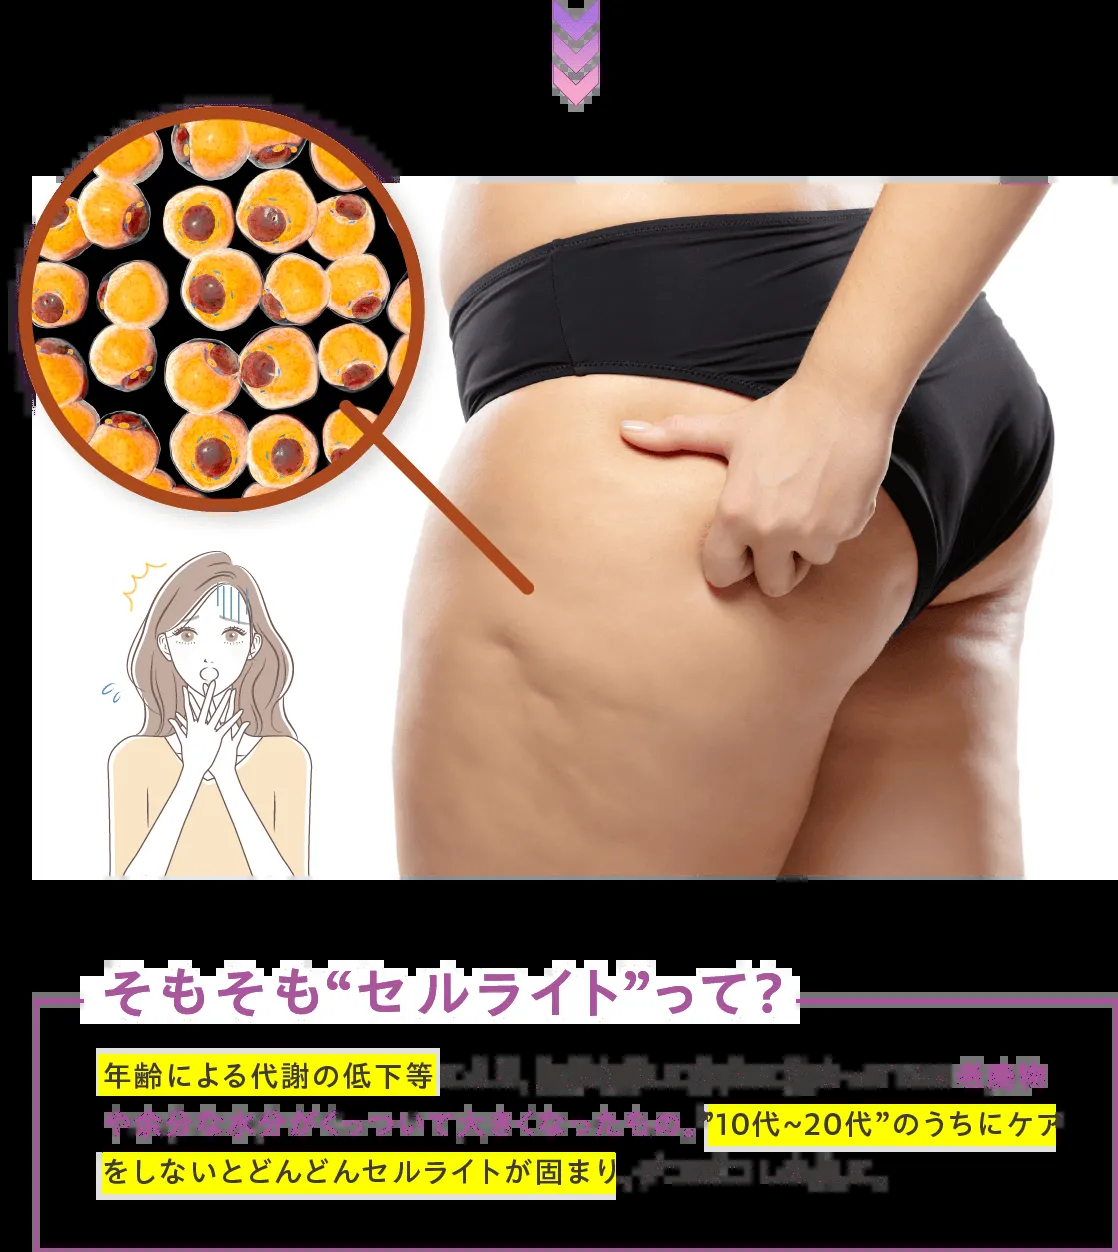 そもそも“セルライト”って？
年齢による代謝の低下等
や余分な水分がくっついて大きくなったもの。”10代~20代”のうちにケア
をしないとどんどんセルライトが固まり